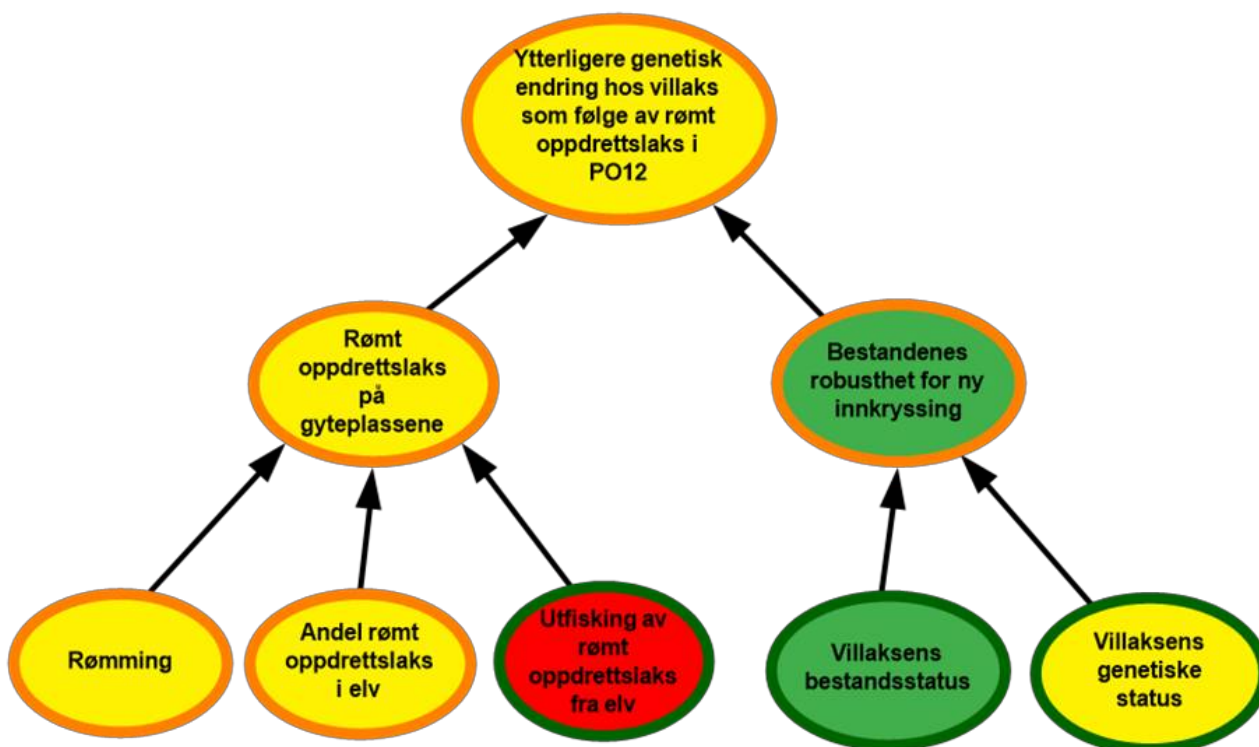 Ytterligere genetisk
endring hos villaks
som følge av rømt
oppdrettslaks i
PO12
Rømt
oppdrettslaks
på
gyteplassene
Bestandenes
robusthet for ny
innkryssing
Rømming
Andel rømt
oppdrettslaks
i elv
Utfisking av
rømt
oppdrettslaks
fra elv
Villaksens
bestandsstatus
Villaksens
genetiske
status